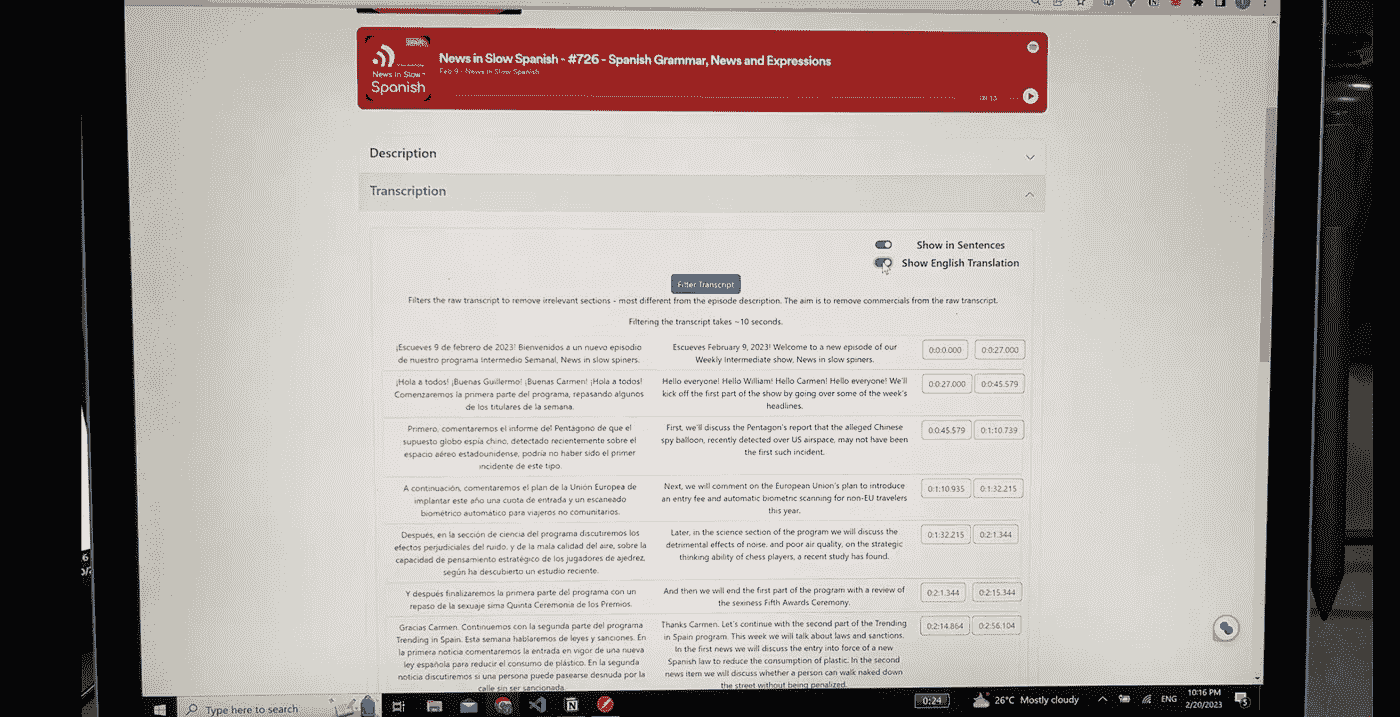 News in Slow Spanish - #726 - Spanish Grammar, News and Expressions
Feb 9 - News in Slow Spanish
News in Slow
Spanish
Description
Transcription
Show in Sentences
Show English Translation
Filter Transcript
Filters the raw transcript to remove irrelevant sections - most different from the episode description. The aim is to remove commercials from the raw transcript.
Filtering the transcript takes ~10 seconds.
¡Escueves 9 de febrero de 2023! Bienvenidos a un nuevo episodio
de nuestro programa Intermedio Semanal, News in slow spiners.
Escueves February 9, 2023! Welcome to a new episode of our
Weekly Intermediate show, News in slow spiners.
0:0:0.000 0:0:27.000
¡Hola a todos! ¡Buenas Guillermo! ¡Buenas Carmen! ¡Hola a todos!
Comenzaremos la primera parte del programa, repasando algunos
de los titulares de la semana.
Hello everyone! Hello William! Hello Carmen! Hello everyone! We'll
kick off the first part of the show by going over some of the week's
headlines.
0:0:27.000 0:0:45.579
Primero, comentaremos el informe del Pentágono de que el
supuesto globo espía chino, detectado recientemente sobre el
espacio aéreo estadounidense, podría no haber sido el primer
incidente de este tipo.
First, we'll discuss the Pentagon's report that the alleged Chinese
spy balloon, recently detected over US airspace, may not have been
the first such incident.
0:0:45.579 0:1:10.739
A continuación, comentaremos el plan de la Unión Europea de
implantar este año una cuota de entrada y un escaneado
biométrico automático para viajeros no comunitarios.
Next, we will comment on the European Union's plan to introduce
an entry fee and automatic biometric scanning for non-EU travelers
this year.
0:1:10.935 0:1:32.215
Después, en la sección de ciencia del programa discutiremos los
efectos perjudiciales del ruido, y de la mala calidad del aire, sobre la
capacidad de pensamiento estratégico de los jugadores de ajedrez,
según ha descubierto un estudio reciente.
Later, in the science section of the program we will discuss the
detrimental effects of noise, and poor air quality, on the strategic
thinking ability of chess players, a recent study has found.
0:1:32.215 0:2:1.344
Y después finalizaremos la primera parte del programa con un
repaso de la sexuaje sima Quinta Ceremonia de los Premios.
And then we will end the first part of the program with a review of
the sexiness Fifth Awards Ceremony.
0:2:1.344 0:2:15.344
Gracias Carmen. Continuemos con la segunda parte del programa
Trending in Spain. Esta semana hablaremos de leyes y sanciones. En
la primera noticia comentaremos la entrada en vigor de una nueva
ley española para reducir el consumo de plástico. En la segunda
noticia discutiremos si una persona puede pasearse desnuda por la
calle sin ser sancionada.
Thanks Carmen. Let's continue with the second part of the Trending
in Spain program. This week we will talk about laws and sanctions.
In the first news we will discuss the entry into force of a new
Spanish law to reduce the consumption of plastic. In the second
news item we will discuss whether a person can walk naked down
the street without being penalized.
0:2:14.864 0:2:56.104
Type here to search
0:24
26°C Mostly cloudy
ENG
10:16 PM
2/20/2023
5